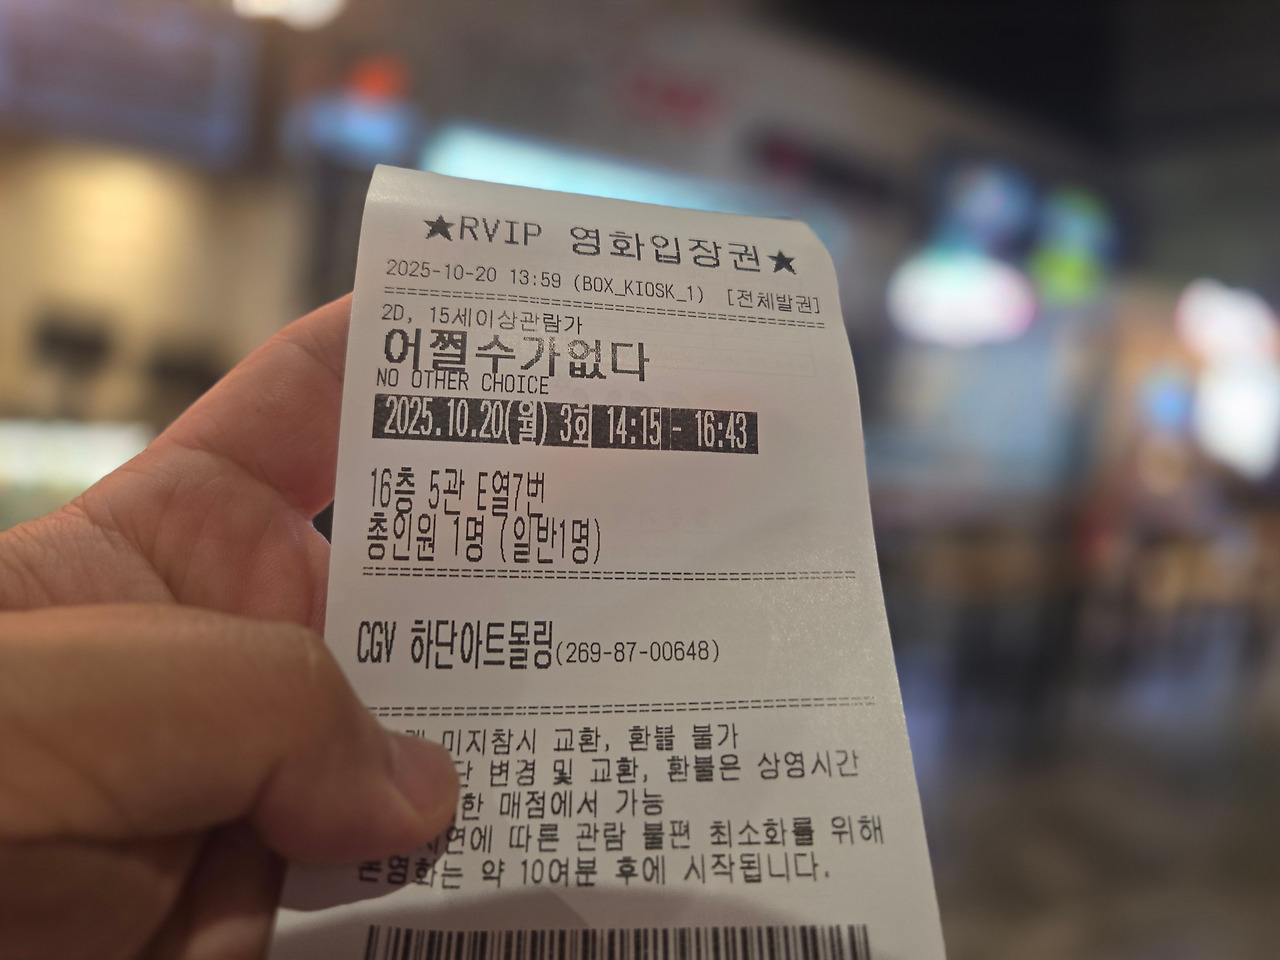 ★RVIP 영화입장권★
2025-10-20 13:59 (BOX_KIOSK_1) [전체발권]
2D, 15세이상관람가
어쩔수가없다
NO OTHER CHOICE
2025.10.20(월) 3회 14:15 - 16:43
16층 5관 E열7번
총인원 1명 (일반1명)
CGV 하단아트몰링(269-87-00648)
미지참시 교환, 환불 불가
변경 및 교환, 환불은 상영시간
매점에서 가능
따른 관람 불편 최소화를 위해
본영화는 약 10여분 후에 시작됩니다.